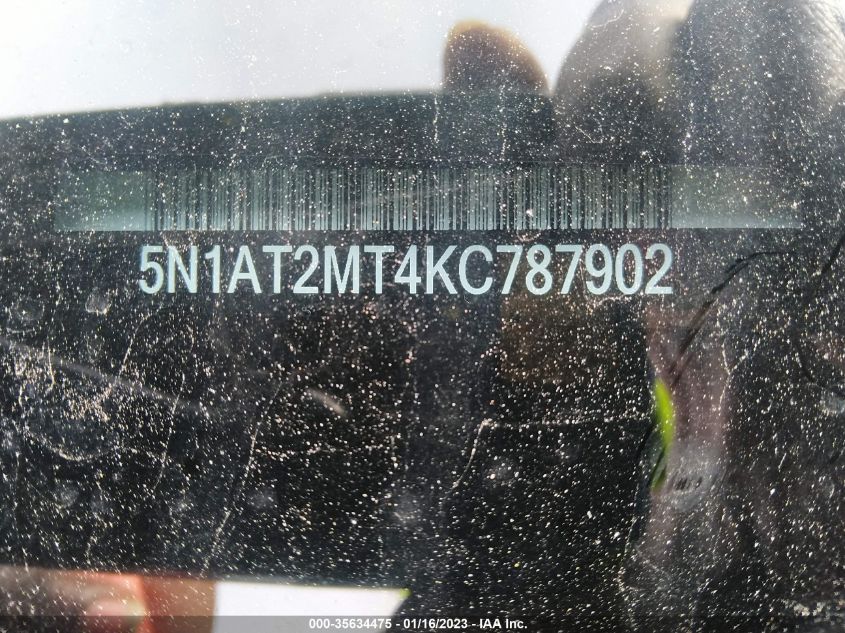 5N1AT2MT4KC787902
000-35634475 - 01/16/2023 - IAA Inc.